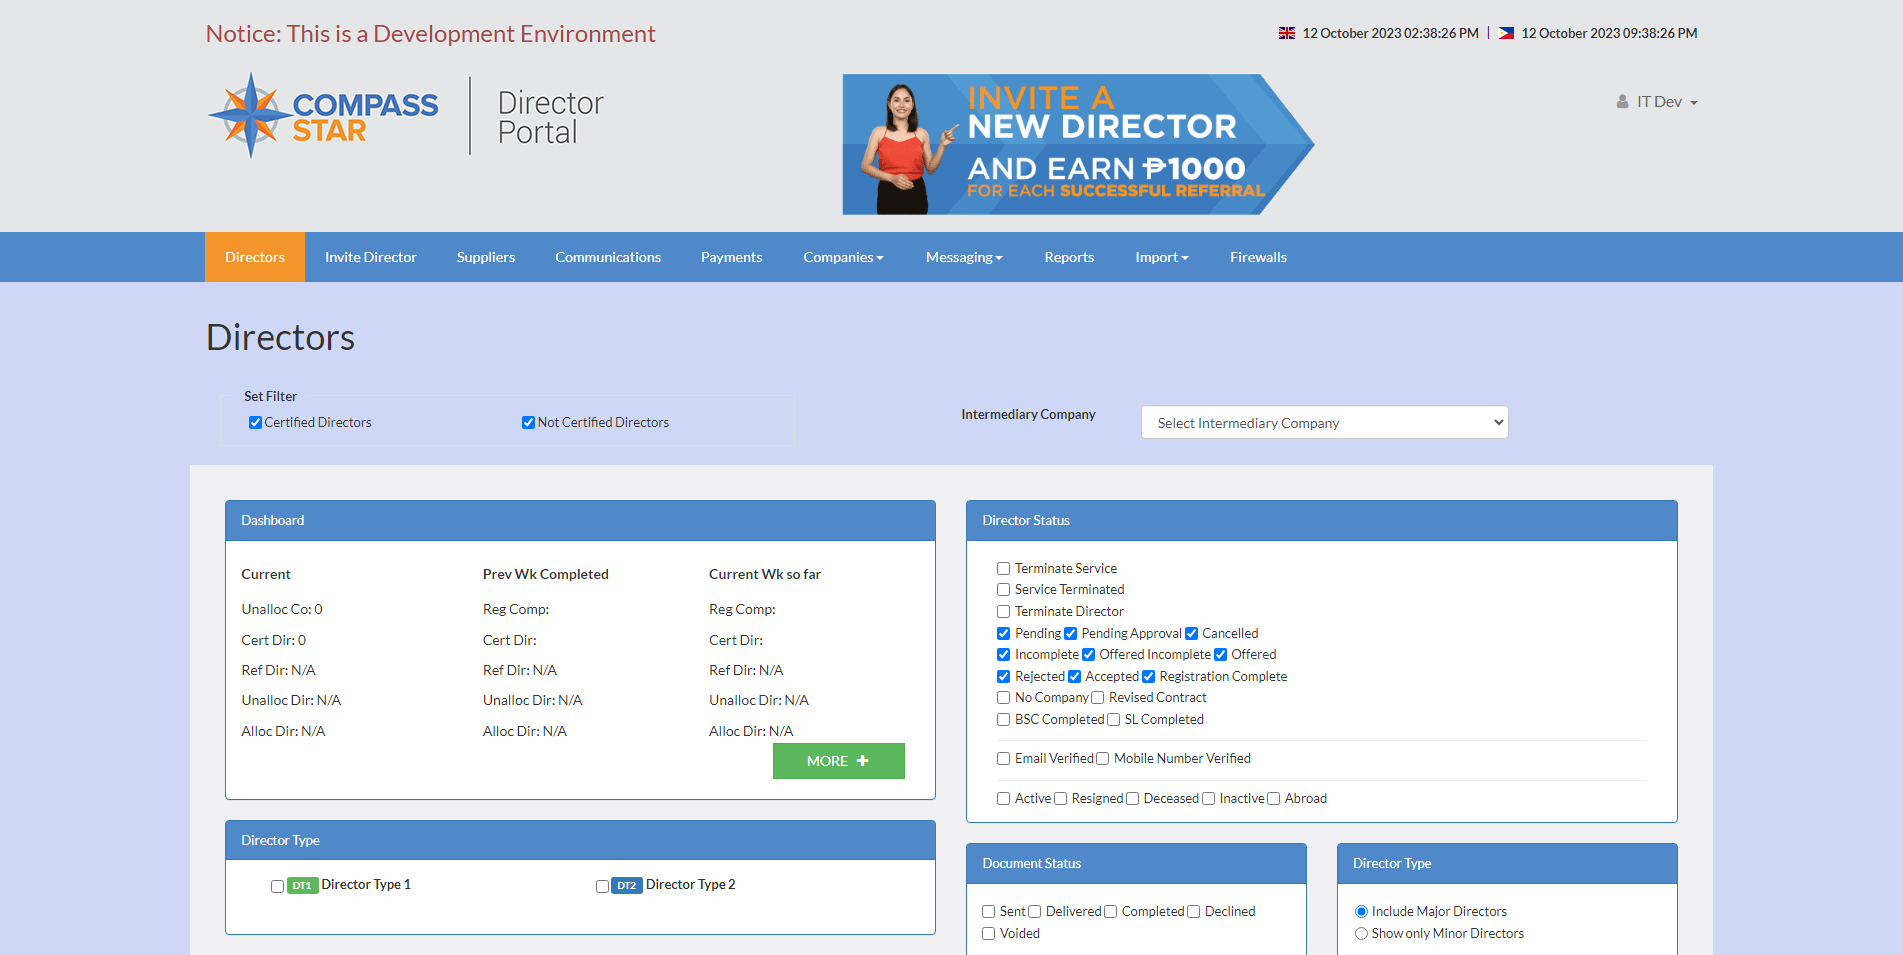 Notice: This is a Development Environment
12 October 2023 02:38:26 PM | 12 October 2023 09:38:26 PM
COMPASS
STAR
Director
Portal
INVITE A
NEW DIRECTOR
AND EARN ₱1000
FOR EACH SUCCESSFUL REFERRAL
IT Dev
Directors Invite Director Suppliers Communications Payments Companies Messaging Reports Import Firewalls
Directors
Set Filter
Certified Directors Not Certified Directors
Intermediary Company Select Intermediary Company
Dashboard
Current Prev Wk Completed Current Wk so far
Unalloc Co: 0 Reg Comp: Reg Comp:
Cert Dir: 0 Cert Dir: Cert Dir:
Ref Dir: N/A Ref Dir: N/A Ref Dir: N/A
Unalloc Dir: N/A Unalloc Dir: N/A Unalloc Dir: N/A
Alloc Dir: N/A Alloc Dir: N/A Alloc Dir: N/A
MORE
Director Type
DT1 Director Type 1 DT2 Director Type 2
Director Status
Terminate Service
Service Terminated
Terminate Director
Pending Pending Approval Cancelled
Incomplete Offered Incomplete Offered
Rejected Accepted Registration Complete
No Company Revised Contract
BSC Completed SL Completed
Email Verified Mobile Number Verified
Active Resigned Deceased Inactive Abroad
Document Status
Sent Delivered Completed Declined
Voided
Director Type
Include Major Directors
Show only Minor Directors